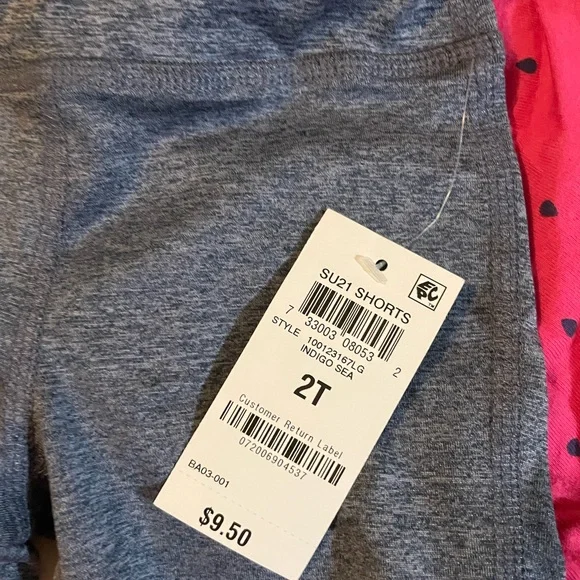 SU21 SHORTS
EPC
7 33003 08053 2
STYLE 100123167LG
INDIGO SEA
2T
Customer Return Label
072006904537
BA03-001
$9.50